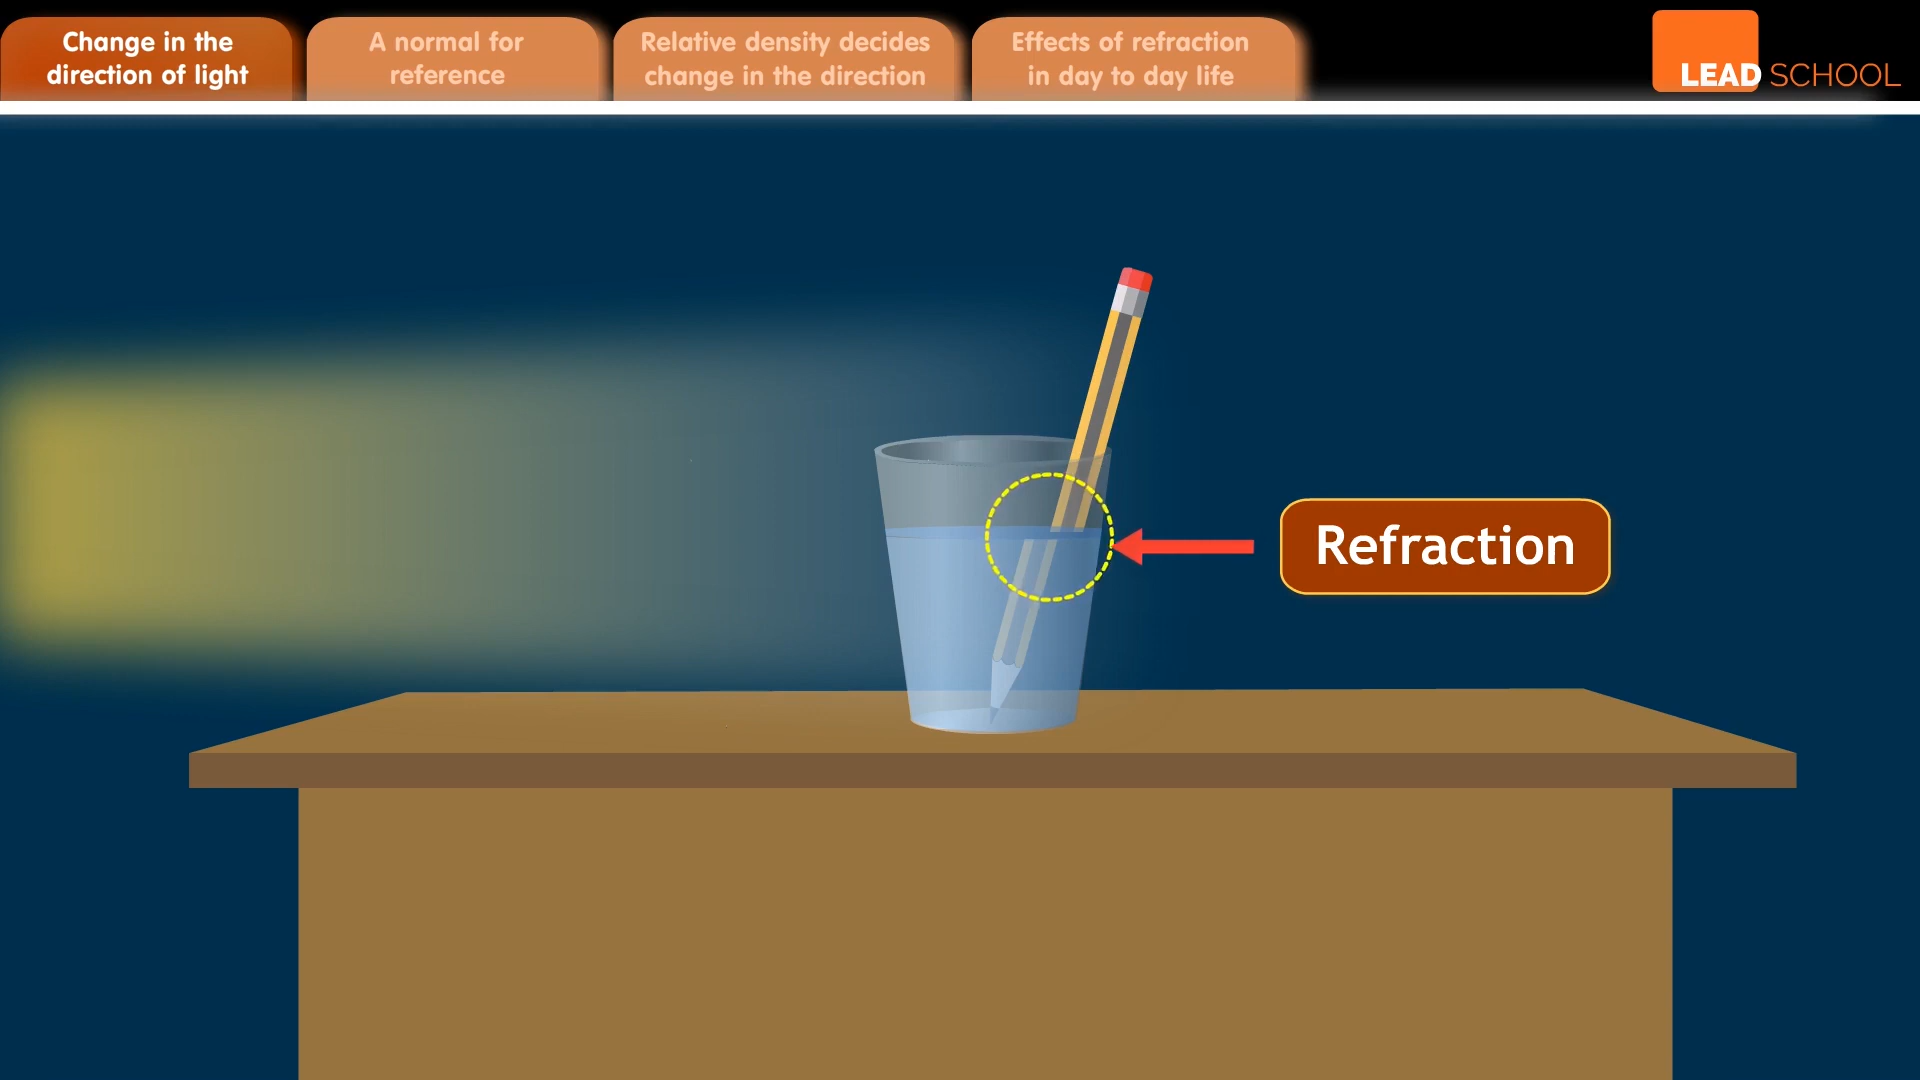 Change in the
direction of light
A normal for
reference
Relative density decides
change in the direction
Effects of refraction
in day to day life
LEAD SCHOOL
Refraction